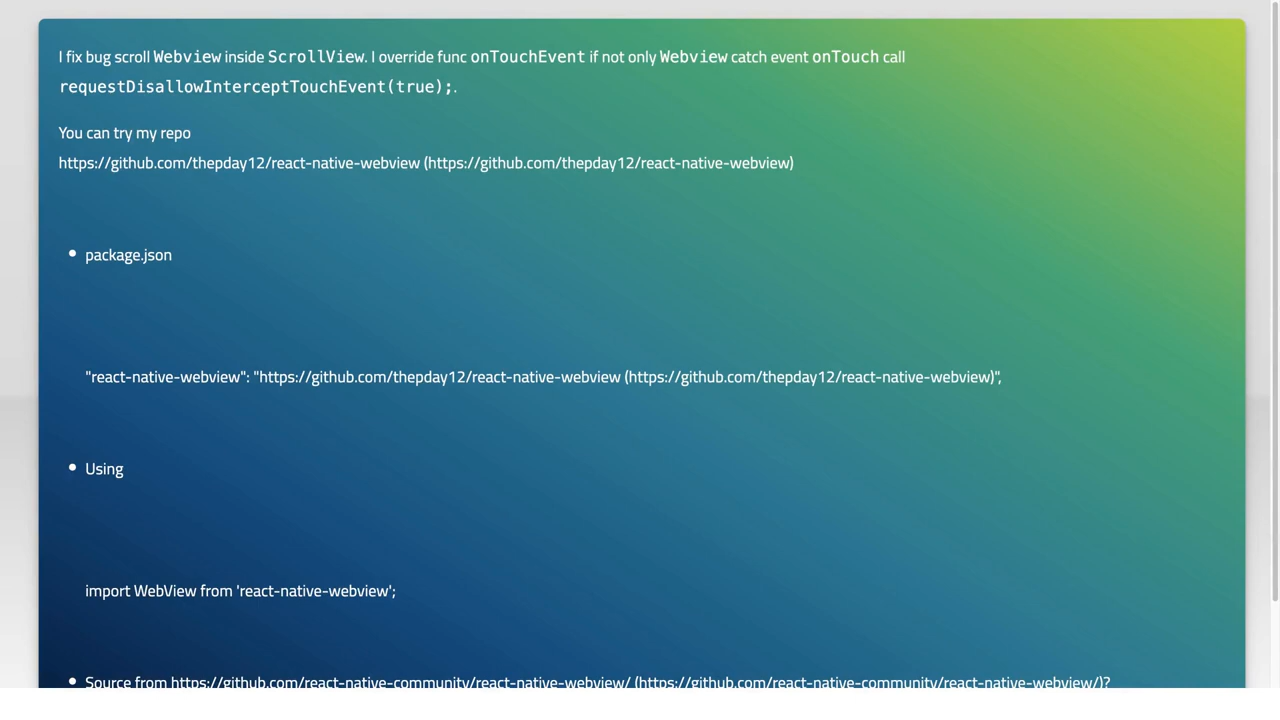 I fix bug scroll Webview inside ScrollView. I override func onTouchEvent if not only Webview catch event onTouch call
requestDisallowInterceptTouchEvent(true);.
You can try my repo
https://github.com/thepday12/react-native-webview (https://github.com/thepday12/react-native-webview)
• package.json
"react-native-webview": "https://github.com/thepday12/react-native-webview (https://github.com/thepday12/react-native-webview)",
• Using
import WebView from 'react-native-webview';
• Source from https://github.com/react-native-community/react-native-webview/ (https://github.com/react-native-community/react-native-webview/)?